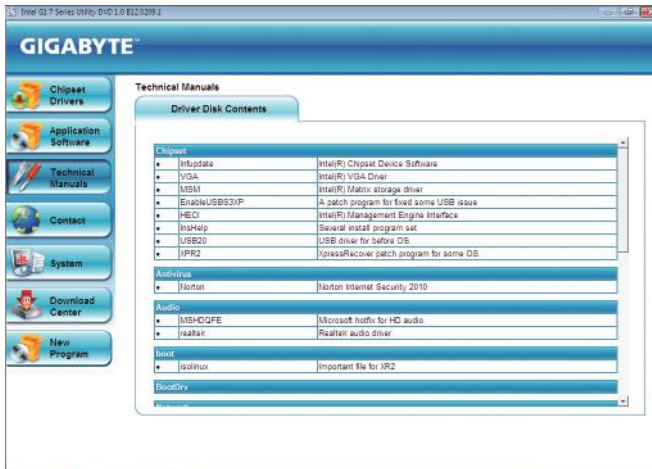 Intel G1 7 Series Utility DVD 1.0 B12.0209.1
GIGABYTE™
Chipset
Drivers
Application
Software
Technical
Manuals
Contact
System
Download
Center
New
Program
Technical Manuals
Driver Disk Contents
Chipset
• Infupdate Intel(R) Chipset Device Software
• VGA Intel(R) VGA Driver
• MSM Intel(R) Matrix storage driver
• EnableUSBS3XP A patch program for fixed some USB issue
• HECI Intel(R) Management Engine Interface
• InsHelp Several install program set
• USB20 USB driver for before OS
• XPR2 XpressRecover patch program for some OS
Antivirus
• Norton Norton Internet Security 2010
Audio
• MSHDQFE Microsoft hotfix for HD audio
• realtek Realtek audio driver
boot
• isolinux Important file for XR2
BootDrv